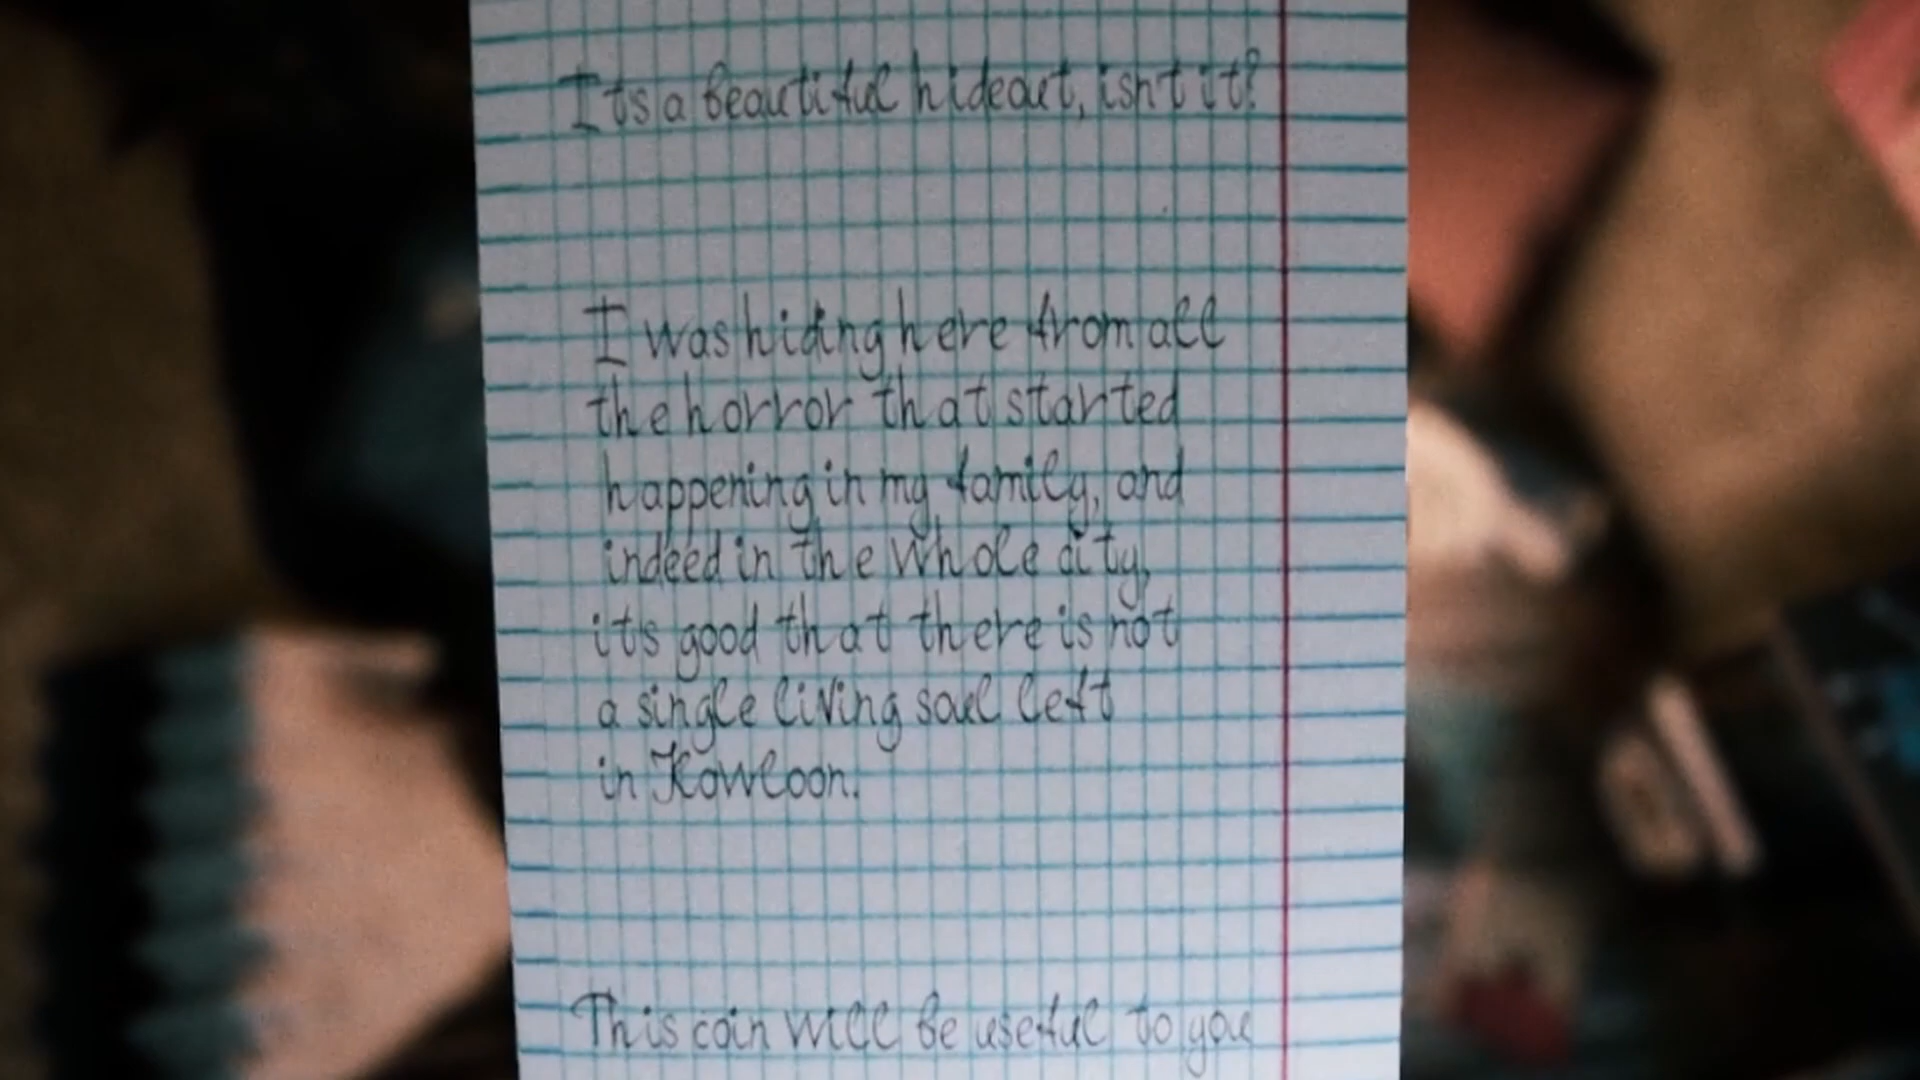 Its a beautiful hideout, isn't it?
I was hiding here from all
the horror that started
happening in my family, and
indeed in the whole city,
it's good that there is not
a single living soul left
in Kowloon.
This coin will be useful to you